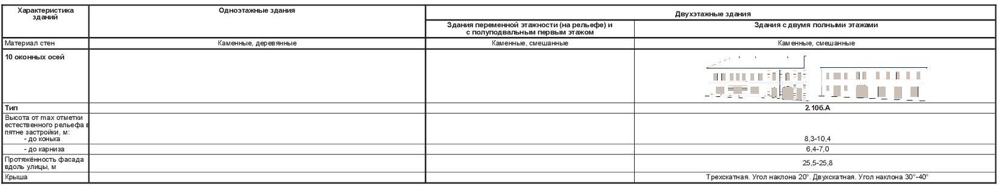 Характеристика
зданий
Одноэтажные здания
Двухэтажные здания
Здания переменной этажности (на рельефе) и
с полуподвальным первым этажом
Здания с двумя полными этажами
Материал стен
Каменные, деревянные
Каменные, смешанные
Каменные, смешанные
10 оконных осей
Тип
2.10б.А
Высота от max отметки
естественного рельефа в
пятне застройки, м:
- до конька
8,3-10,4
- до карниза
6,4-7,0
Протяжённость фасада
вдоль улицы, м
25,5-25,8
Крыша
Трехскатная. Угол наклона 20°. Двухскатная. Угол наклона 30°-40°